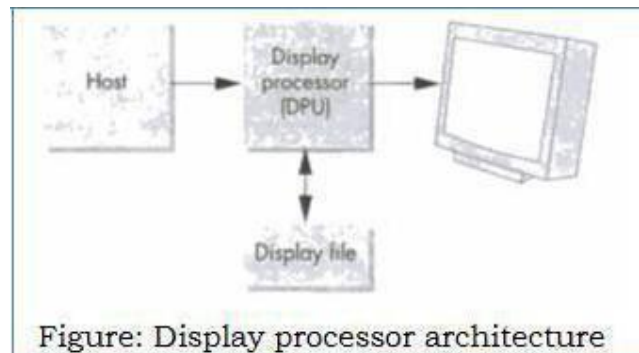 Host
Display
processor
(DPU)
Display file
Figure: Display processor architecture